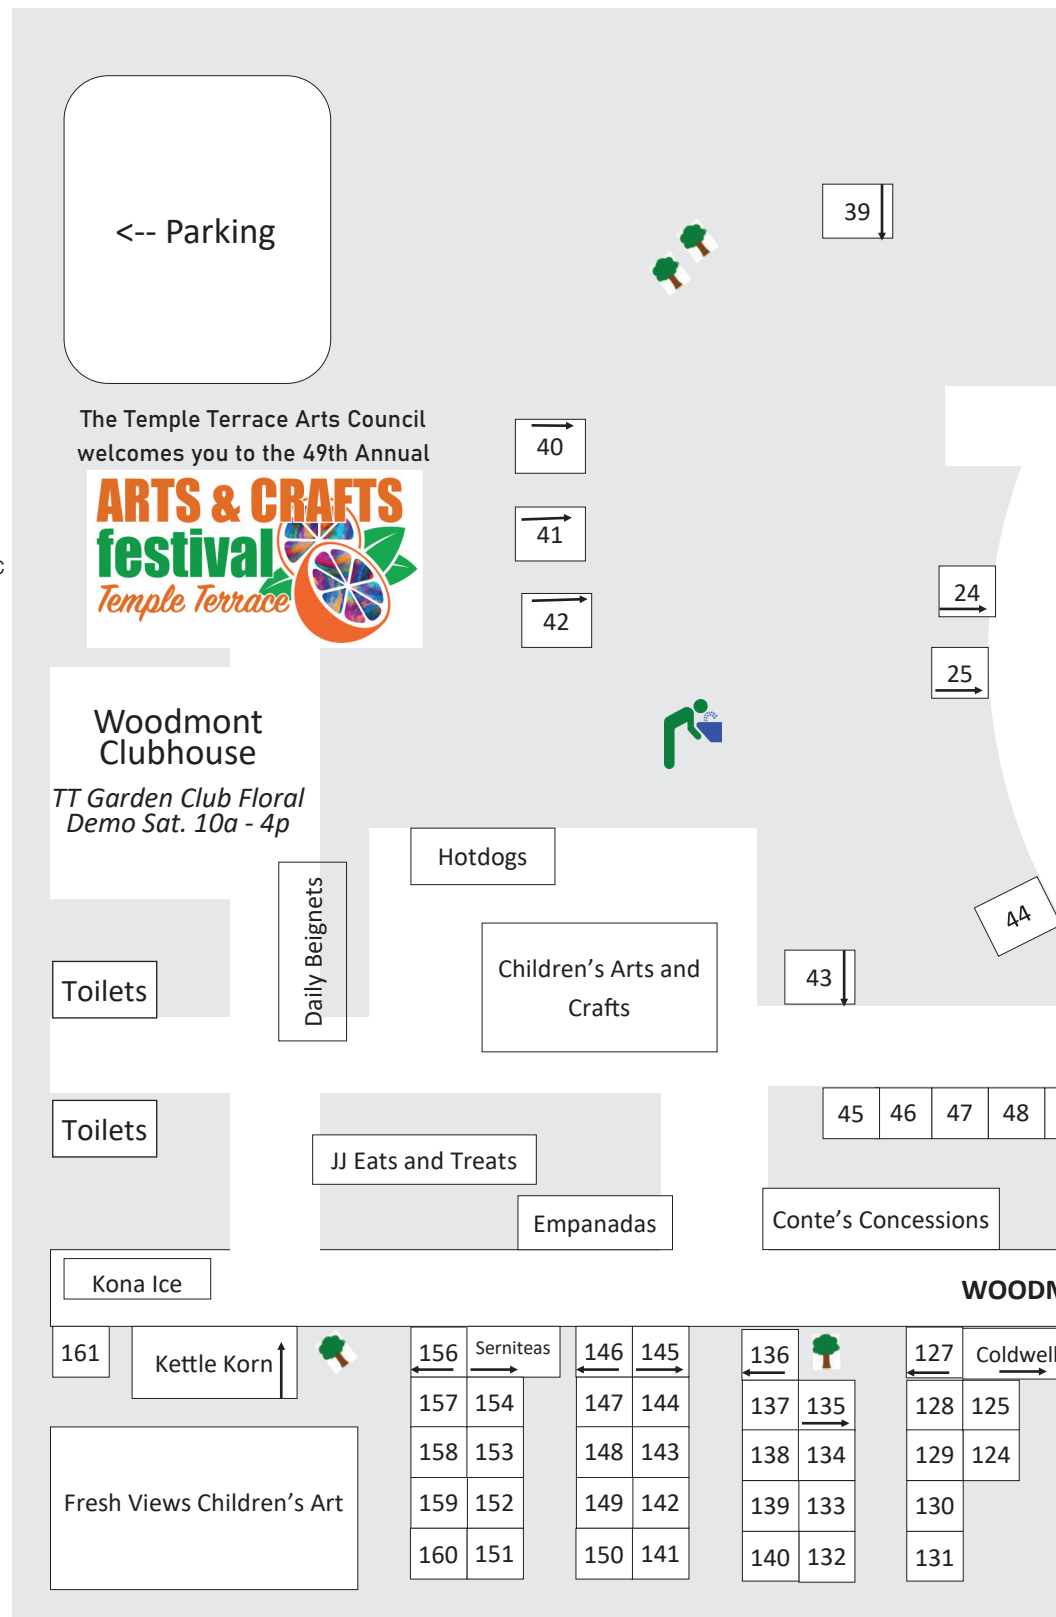 <-- Parking
39
The Temple Terrace Arts Council
welcomes you to the 49th Annual
ARTS & CRAFTS
festival
Temple Terrace
40
41
42
c
24
25
Woodmont
Clubhouse
TT Garden Club Floral
Demo Sat. 10a - 4p
Hotdogs
Daily Beignets
Children's Arts and
Crafts
44
43
Toilets
Toilets
45 46 47 48
JJ Eats and Treats
Empanadas
Conte's Concessions
Kona Ice
WOODM
161
Kettle Korn
156 Serniteas 146 145 136 127 Coldwell
157 154 147 144 137 135 128 125
158 153 148 143 138 134 129 124
159 152 149 142 139 133 130
160 151 150 141 140 132 131
Fresh Views Children's Art